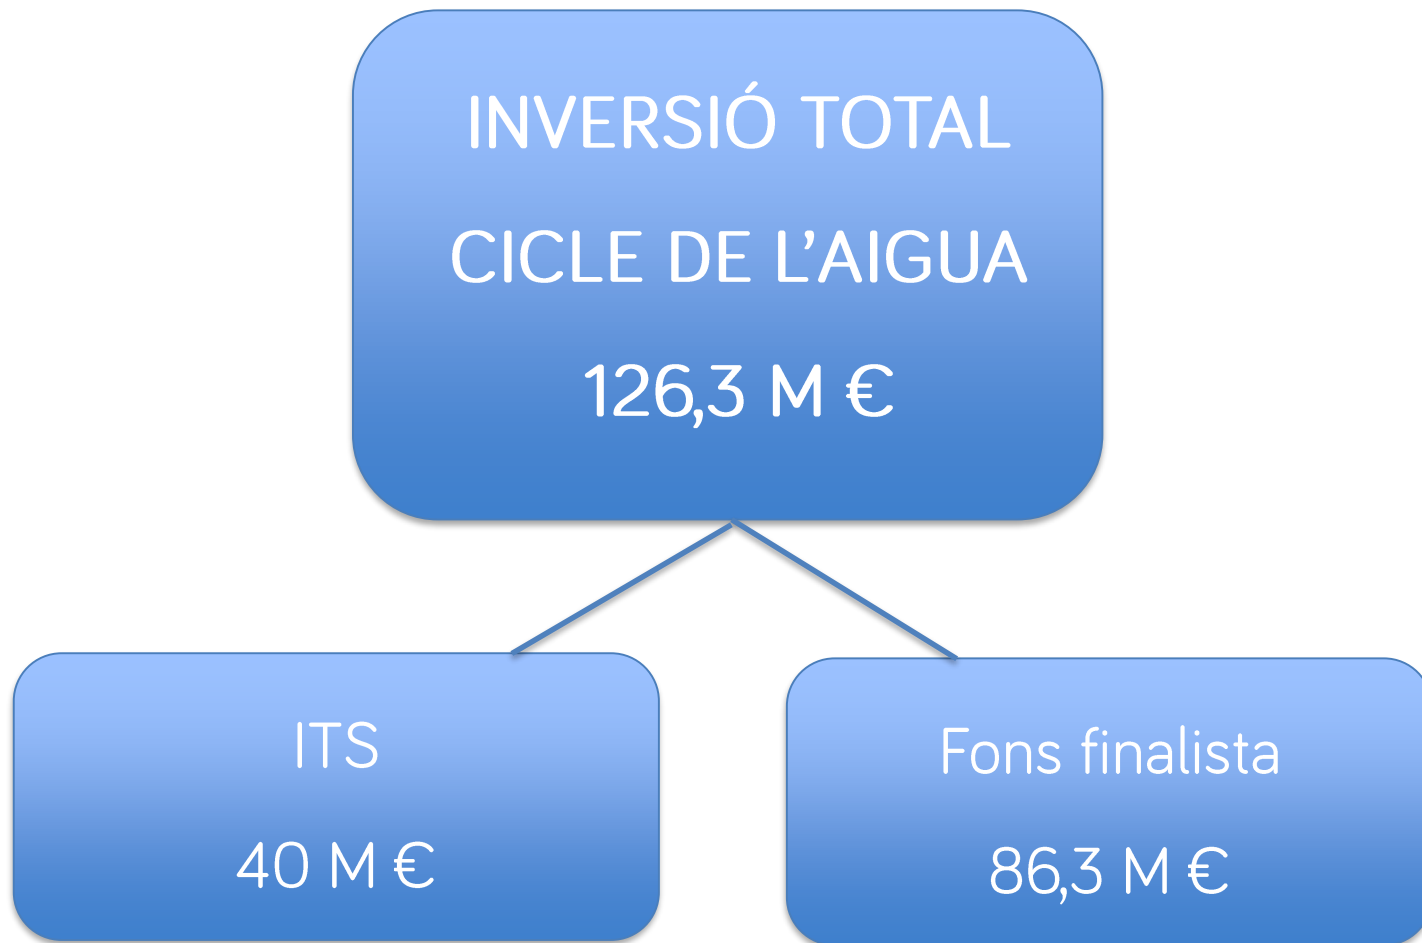 INVERSIÓ TOTAL
CICLE DE L’AIGUA
126,3 M €
ITS
40 M €
Fons finalista
86,3 M €